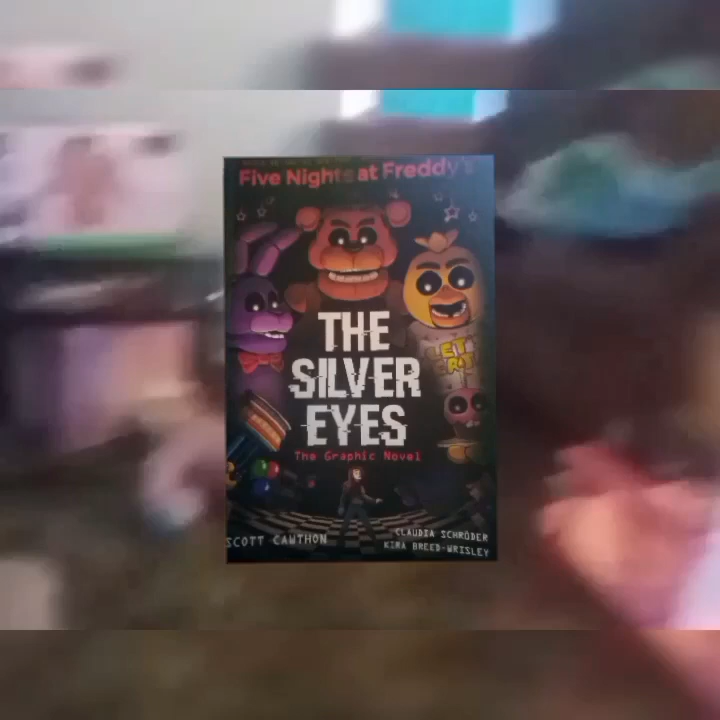 Five Nights at Freddy's
THE
SILVER
EYES
The Graphic Novel
SCOTT CAWTHON
CLAUDIA SCHRÖDER
KIRA BREED-WRISLEY